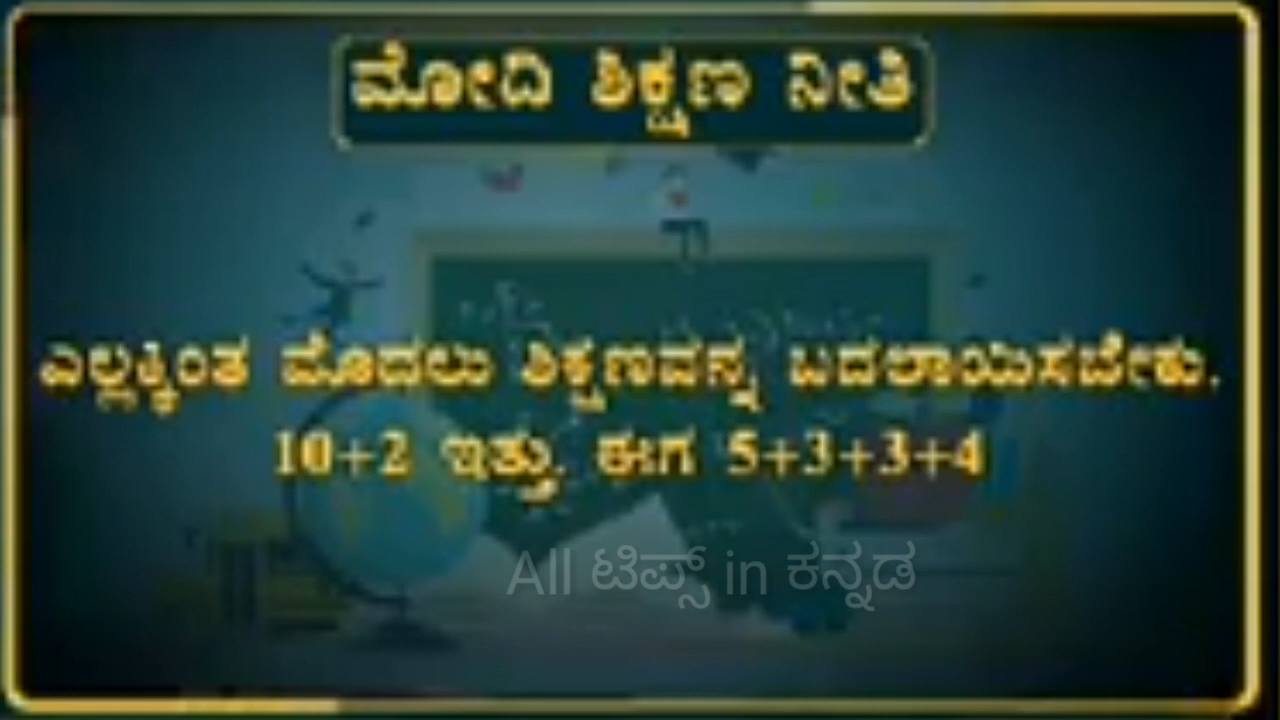 ಮೋದಿ ಶಿಕ್ಷಣ ನೀತಿ
ಎಲ್ಲಕ್ಕಿಂತ ಮೊದಲು ಶಿಕ್ಷಣವನ್ನ ಬದಲಾಯಿಸಬೇಕು.
10+2 ಇತ್ತು. ಈಗ 5+3+3+4
All ಟಿಪ್ಸ್ in ಕನ್ನಡ